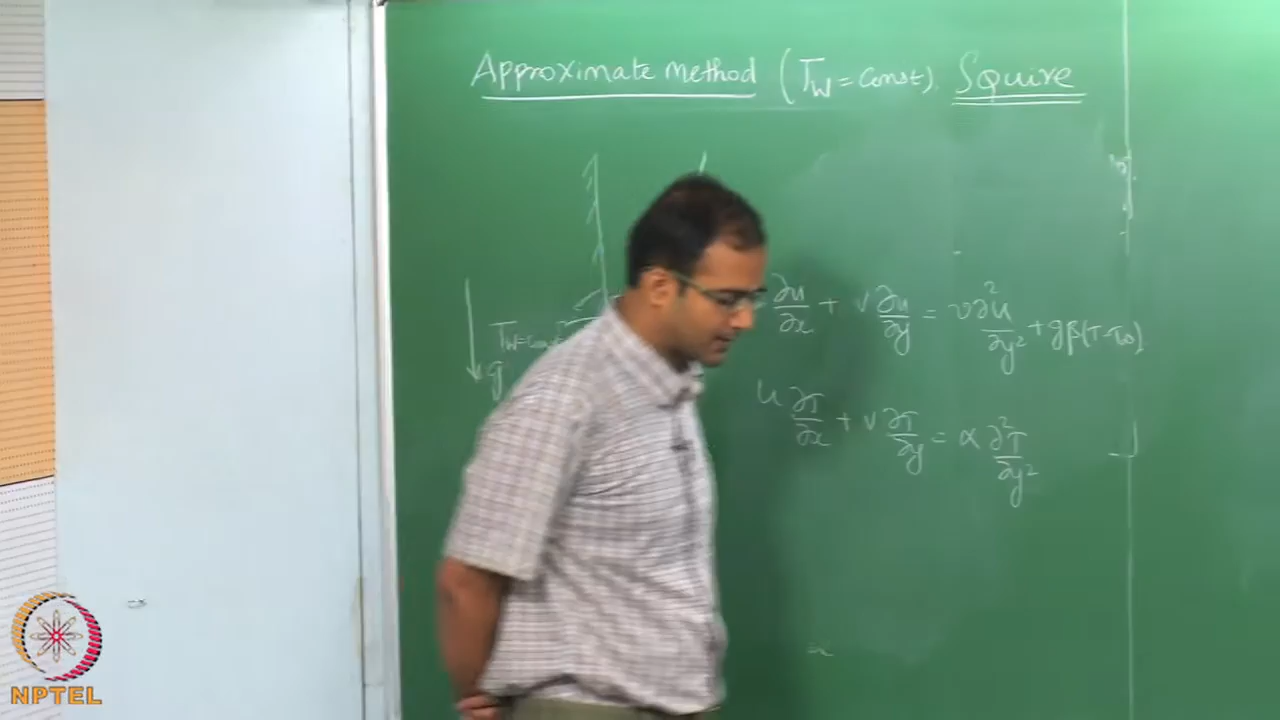 Approximate method (T_W = const). Squire
∂u/∂x + v ∂u/∂y = ν ∂²u/∂y² + gβ(T-T∞)
T_W = const
g
u ∂T/∂x + v ∂T/∂y = α ∂²T/∂y²
NPTEL